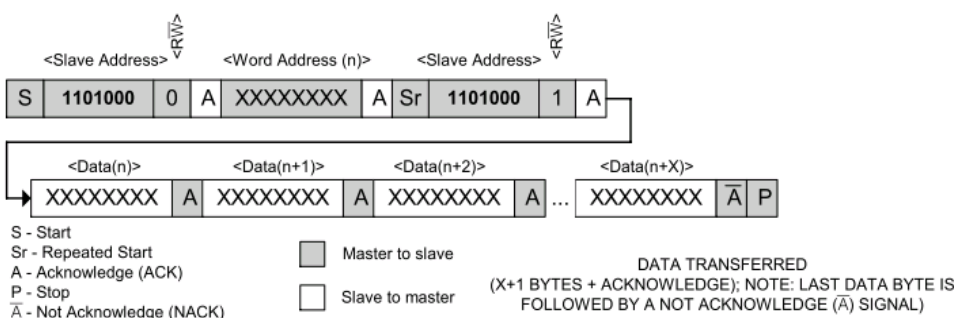 <RW̅> <RW̅>
<Slave Address> <Word Address (n)> <Slave Address>
S 1101000 0 A XXXXXXXX A Sr 1101000 1 A
<Data(n)> <Data(n+1)> <Data(n+2)> <Data(n+X)>
XXXXXXXX A XXXXXXXX A XXXXXXXX A ... XXXXXXXX A̅ P
S - Start
Sr - Repeated Start
A - Acknowledge (ACK)
P - Stop
A̅ - Not Acknowledge (NACK)
Master to slave
Slave to master
DATA TRANSFERRED
(X+1 BYTES + ACKNOWLEDGE); NOTE: LAST DATA BYTE IS
FOLLOWED BY A NOT ACKNOWLEDGE (A̅) SIGNAL)